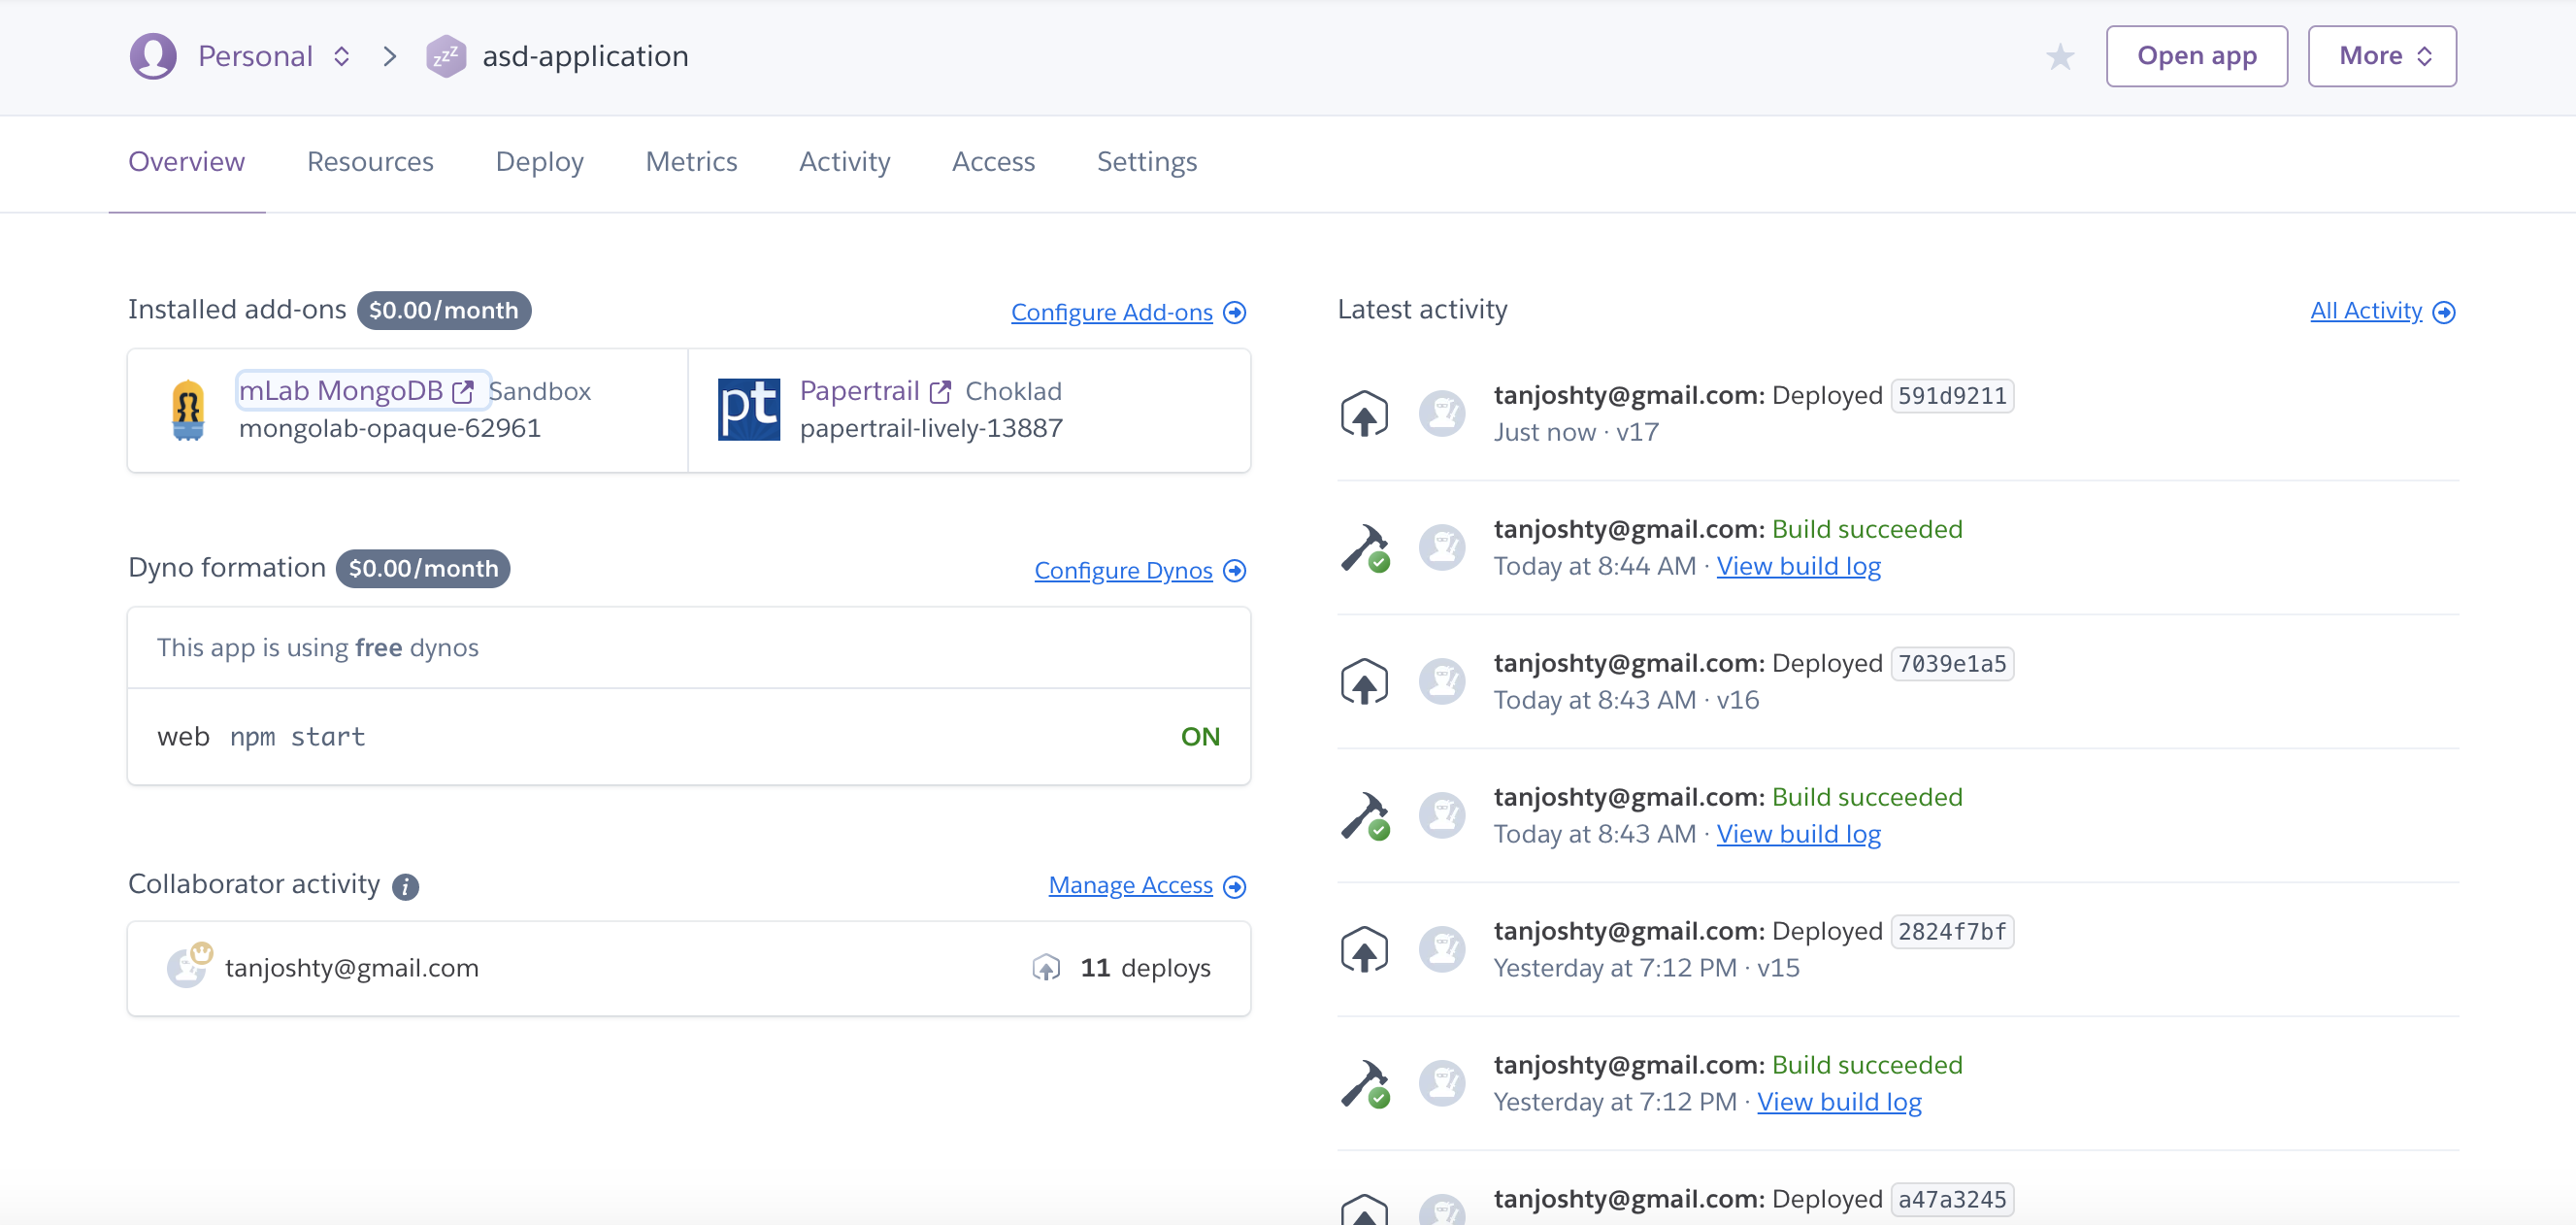 Personal > zzz asd-application
Open app
More
Overview Resources Deploy Metrics Activity Access Settings
Installed add-ons $0.00/month
Configure Add-ons
mLab MongoDB Sandbox
mongolab-opaque-62961
pt
Papertrail Choklad
papertrail-lively-13887
Dyno formation $0.00/month
Configure Dynos
This app is using free dynos
web npm start ON
Collaborator activity i
Manage Access
tanjoshty@gmail.com 11 deploys
Latest activity
All Activity
tanjoshty@gmail.com: Deployed 591d9211
Just now · v17
tanjoshty@gmail.com: Build succeeded
Today at 8:44 AM · View build log
tanjoshty@gmail.com: Deployed 7039e1a5
Today at 8:43 AM · v16
tanjoshty@gmail.com: Build succeeded
Today at 8:43 AM · View build log
tanjoshty@gmail.com: Deployed 2824f7bf
Yesterday at 7:12 PM · v15
tanjoshty@gmail.com: Build succeeded
Yesterday at 7:12 PM · View build log
tanjoshty@gmail.com: Deployed a47a3245